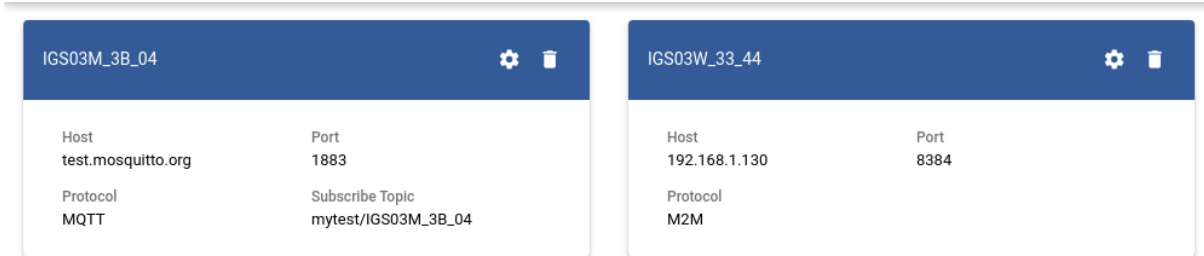 IGS03M_3B_04
Host
test.mosquitto.org
Port
1883
Protocol
MQTT
Subscribe Topic
mytest/IGS03M_3B_04
IGS03W_33_44
Host
192.168.1.130
Port
8384
Protocol
M2M